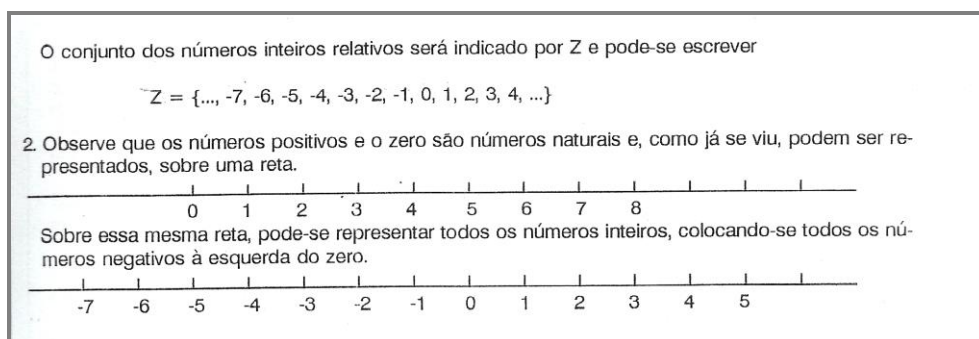 O conjunto dos números inteiros relativos será indicado por Z e pode-se escrever
Z = {..., -7, -6, -5, -4, -3, -2, -1, 0, 1, 2, 3, 4, ...}
2. Observe que os números positivos e o zero são números naturais e, como já se viu, podem ser re-
presentados, sobre uma reta.
0 1 2 3 4 5 6 7 8
Sobre essa mesma reta, pode-se representar todos os números inteiros, colocando-se todos os nú-
meros negativos à esquerda do zero.
-7 -6 -5 -4 -3 -2 -1 0 1 2 3 4 5